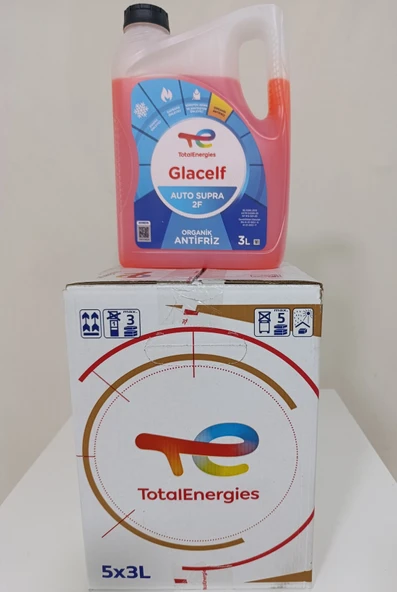 TotalEnergies
Glacelf
AUTO SUPRA
2F
ORGANİK
ANTİFRİZ
3L
3
5
TotalEnergies
5x3L